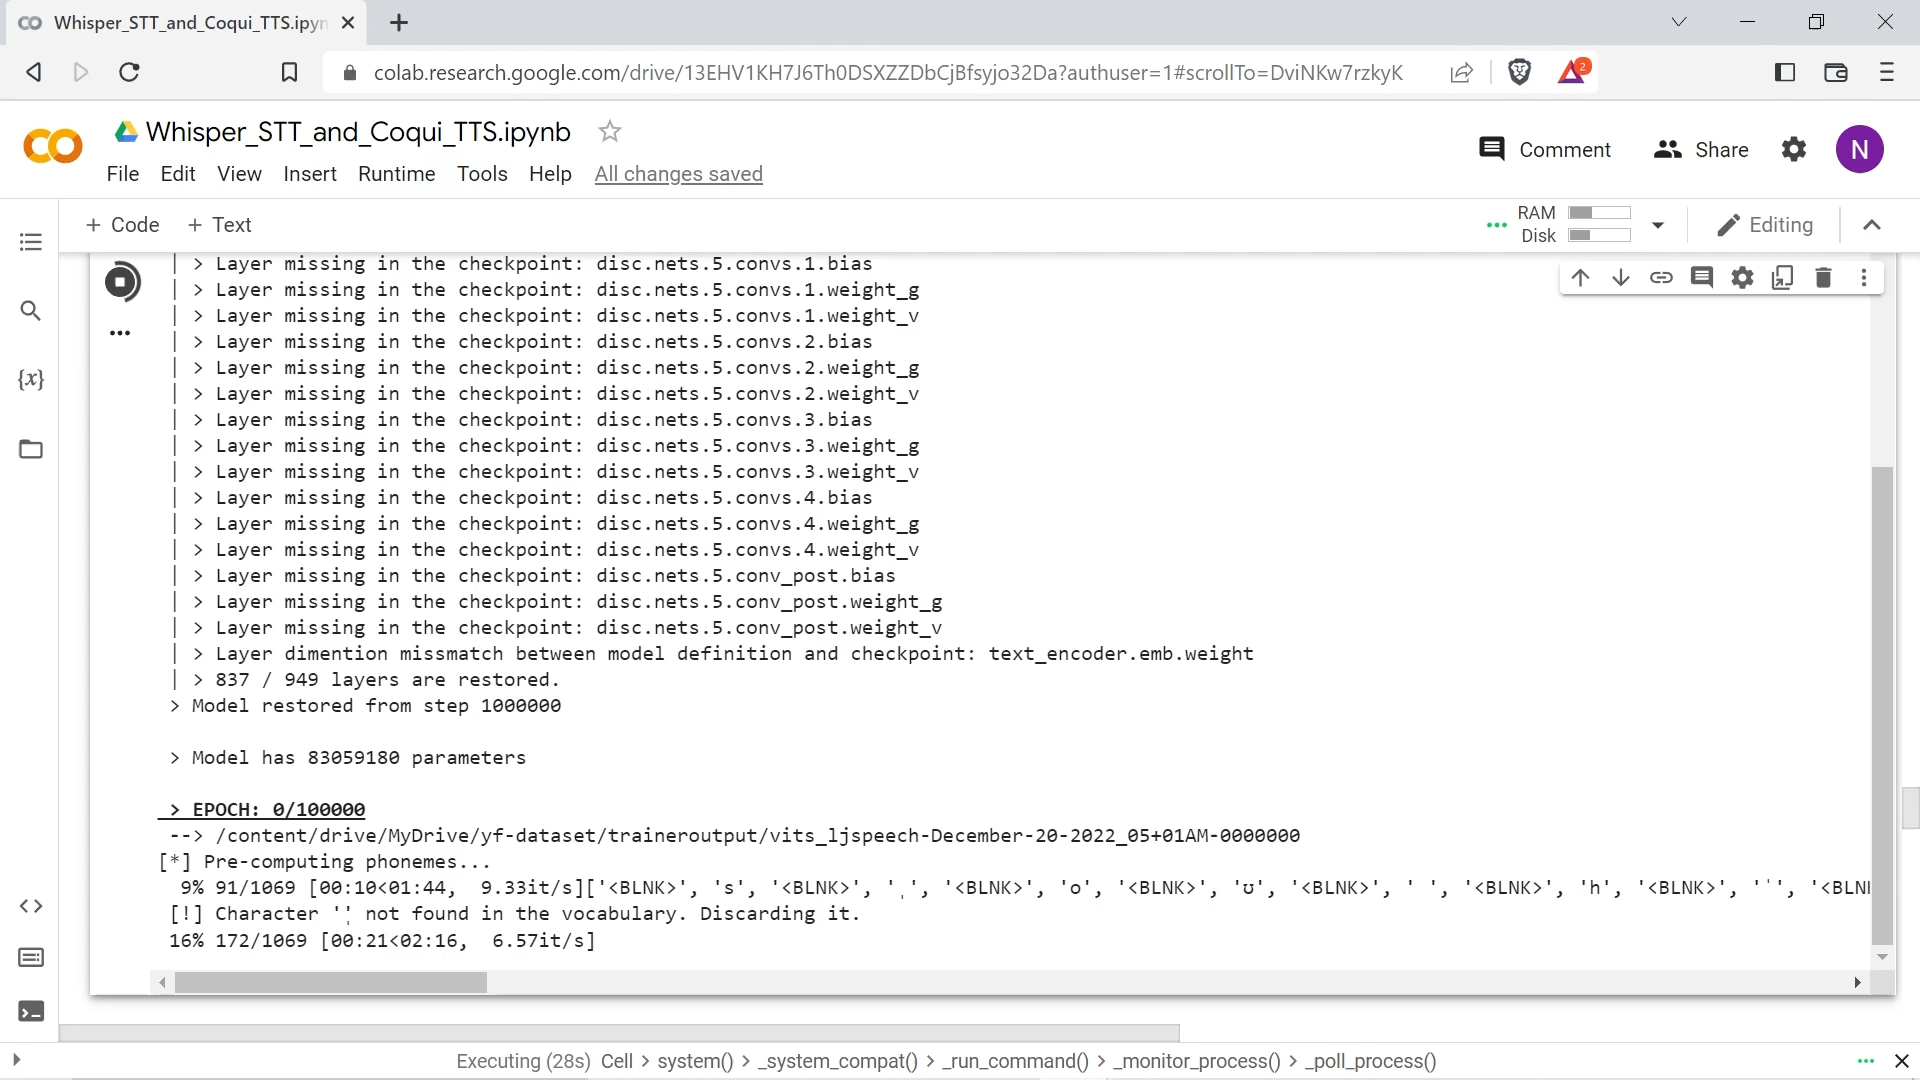 Whisper_STT_and_Coqui_TTS.ipyn
colab.research.google.com/drive/13EHV1KH7J6Th0DSXZZDbCjBfsyjo32Da?authuser=1#scrollTo=DviNKw7rzkyK
2
Whisper_STT_and_Coqui_TTS.ipynb
Comment
Share
N
File Edit View Insert Runtime Tools Help All changes saved
+ Code + Text
RAM
Disk
Editing
{x}
| > Layer missing in the checkpoint: disc.nets.5.convs.1.bias
| > Layer missing in the checkpoint: disc.nets.5.convs.1.weight_g
| > Layer missing in the checkpoint: disc.nets.5.convs.1.weight_v
| > Layer missing in the checkpoint: disc.nets.5.convs.2.bias
| > Layer missing in the checkpoint: disc.nets.5.convs.2.weight_g
| > Layer missing in the checkpoint: disc.nets.5.convs.2.weight_v
| > Layer missing in the checkpoint: disc.nets.5.convs.3.bias
| > Layer missing in the checkpoint: disc.nets.5.convs.3.weight_g
| > Layer missing in the checkpoint: disc.nets.5.convs.3.weight_v
| > Layer missing in the checkpoint: disc.nets.5.convs.4.bias
| > Layer missing in the checkpoint: disc.nets.5.convs.4.weight_g
| > Layer missing in the checkpoint: disc.nets.5.convs.4.weight_v
| > Layer missing in the checkpoint: disc.nets.5.conv_post.bias
| > Layer missing in the checkpoint: disc.nets.5.conv_post.weight_g
| > Layer missing in the checkpoint: disc.nets.5.conv_post.weight_v
| > Layer dimention missmatch between model definition and checkpoint: text_encoder.emb.weight
| > 837 / 949 layers are restored.
> Model restored from step 1000000
> Model has 83059180 parameters
> EPOCH: 0/100000
--> /content/drive/MyDrive/yf-dataset/traineroutput/vits_ljspeech-December-20-2022_05+01AM-0000000
[*] Pre-computing phonemes...
9% 91/1069 [00:10<01:44, 9.33it/s]['<BLNK>', 's', '<BLNK>', 'ˌ', '<BLNK>', 'o', '<BLNK>', 'ʊ', '<BLNK>', ' ', '<BLNK>', 'h', '<BLNK>', 'ˈ', '<BLN
[!] Character '̩' not found in the vocabulary. Discarding it.
16% 172/1069 [00:21<02:16, 6.57it/s]
Executing (28s) Cell > system() > _system_compat() > _run_command() > _monitor_process() > _poll_process()